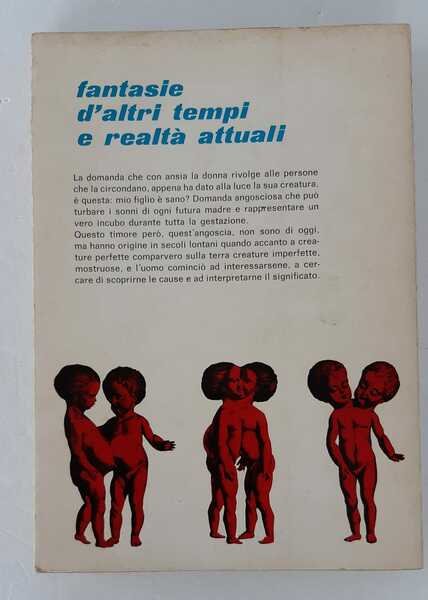 fantasie
d'altri tempi
e realtà attuali
La domanda che con ansia la donna rivolge alle persone
che la circondano, appena ha dato alla luce la sua creatura,
è questa: mio figlio è sano? Domanda angosciosa che può
turbare i sonni di ogni futura madre e rappresentare un
vero incubo durante tutta la gestazione.
Questo timore però, quest'angoscia, non sono di oggi,
ma hanno origine in secoli lontani quando accanto a crea-
ture perfette comparvero sulla terra creature imperfette,
mostruose, e l'uomo cominciò ad interessarsene, a cer-
care di scoprirne le cause e ad interpretarne il significato.